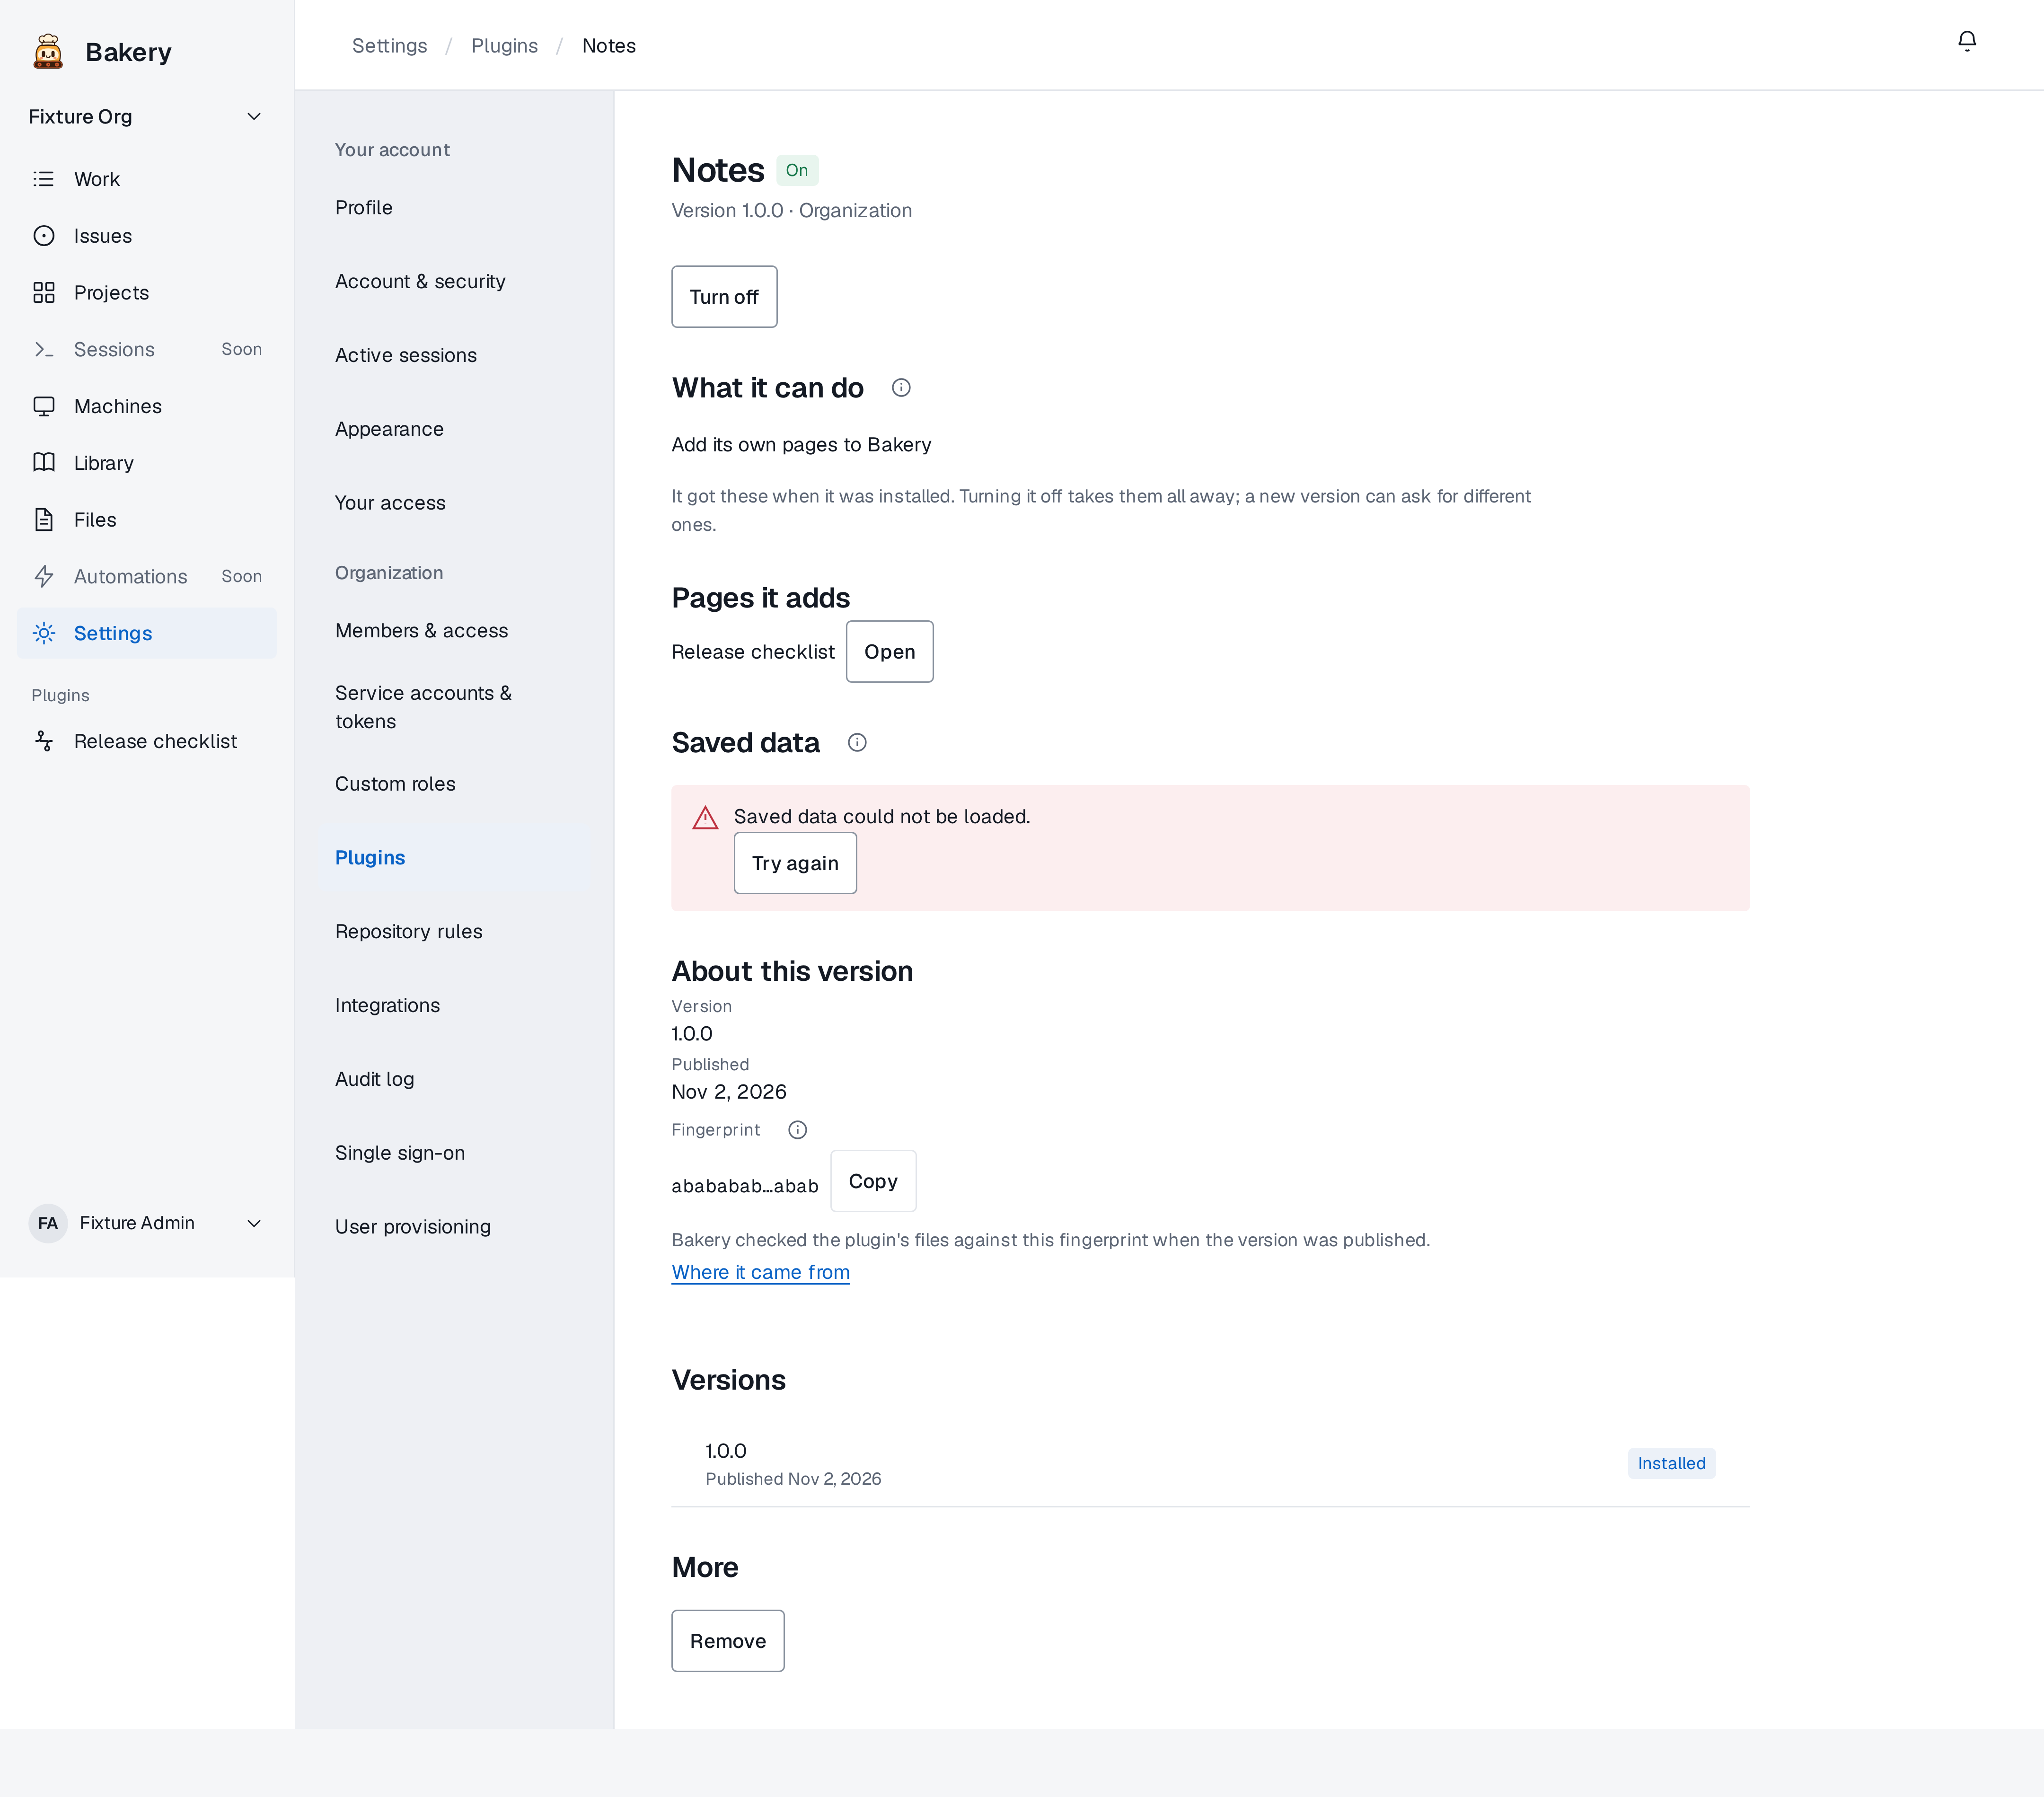 Bakery
Fixture Org
Work
Issues
Projects
Sessions Soon
Machines
Library
Files
Automations Soon
Settings
Plugins
Release checklist
FA Fixture Admin
Settings / Plugins / Notes
Your account
Profile
Account & security
Active sessions
Appearance
Your access
Organization
Members & access
Service accounts &
tokens
Custom roles
Plugins
Repository rules
Integrations
Audit log
Single sign-on
User provisioning
Notes On
Version 1.0.0 · Organization
Turn off
What it can do
Add its own pages to Bakery
It got these when it was installed. Turning it off takes them all away; a new version can ask for different
ones.
Pages it adds
Release checklist Open
Saved data
Saved data could not be loaded.
Try again
About this version
Version
1.0.0
Published
Nov 2, 2026
Fingerprint
abababab…abab Copy
Bakery checked the plugin's files against this fingerprint when the version was published.
Where it came from
Versions
1.0.0
Published Nov 2, 2026
Installed
More
Remove